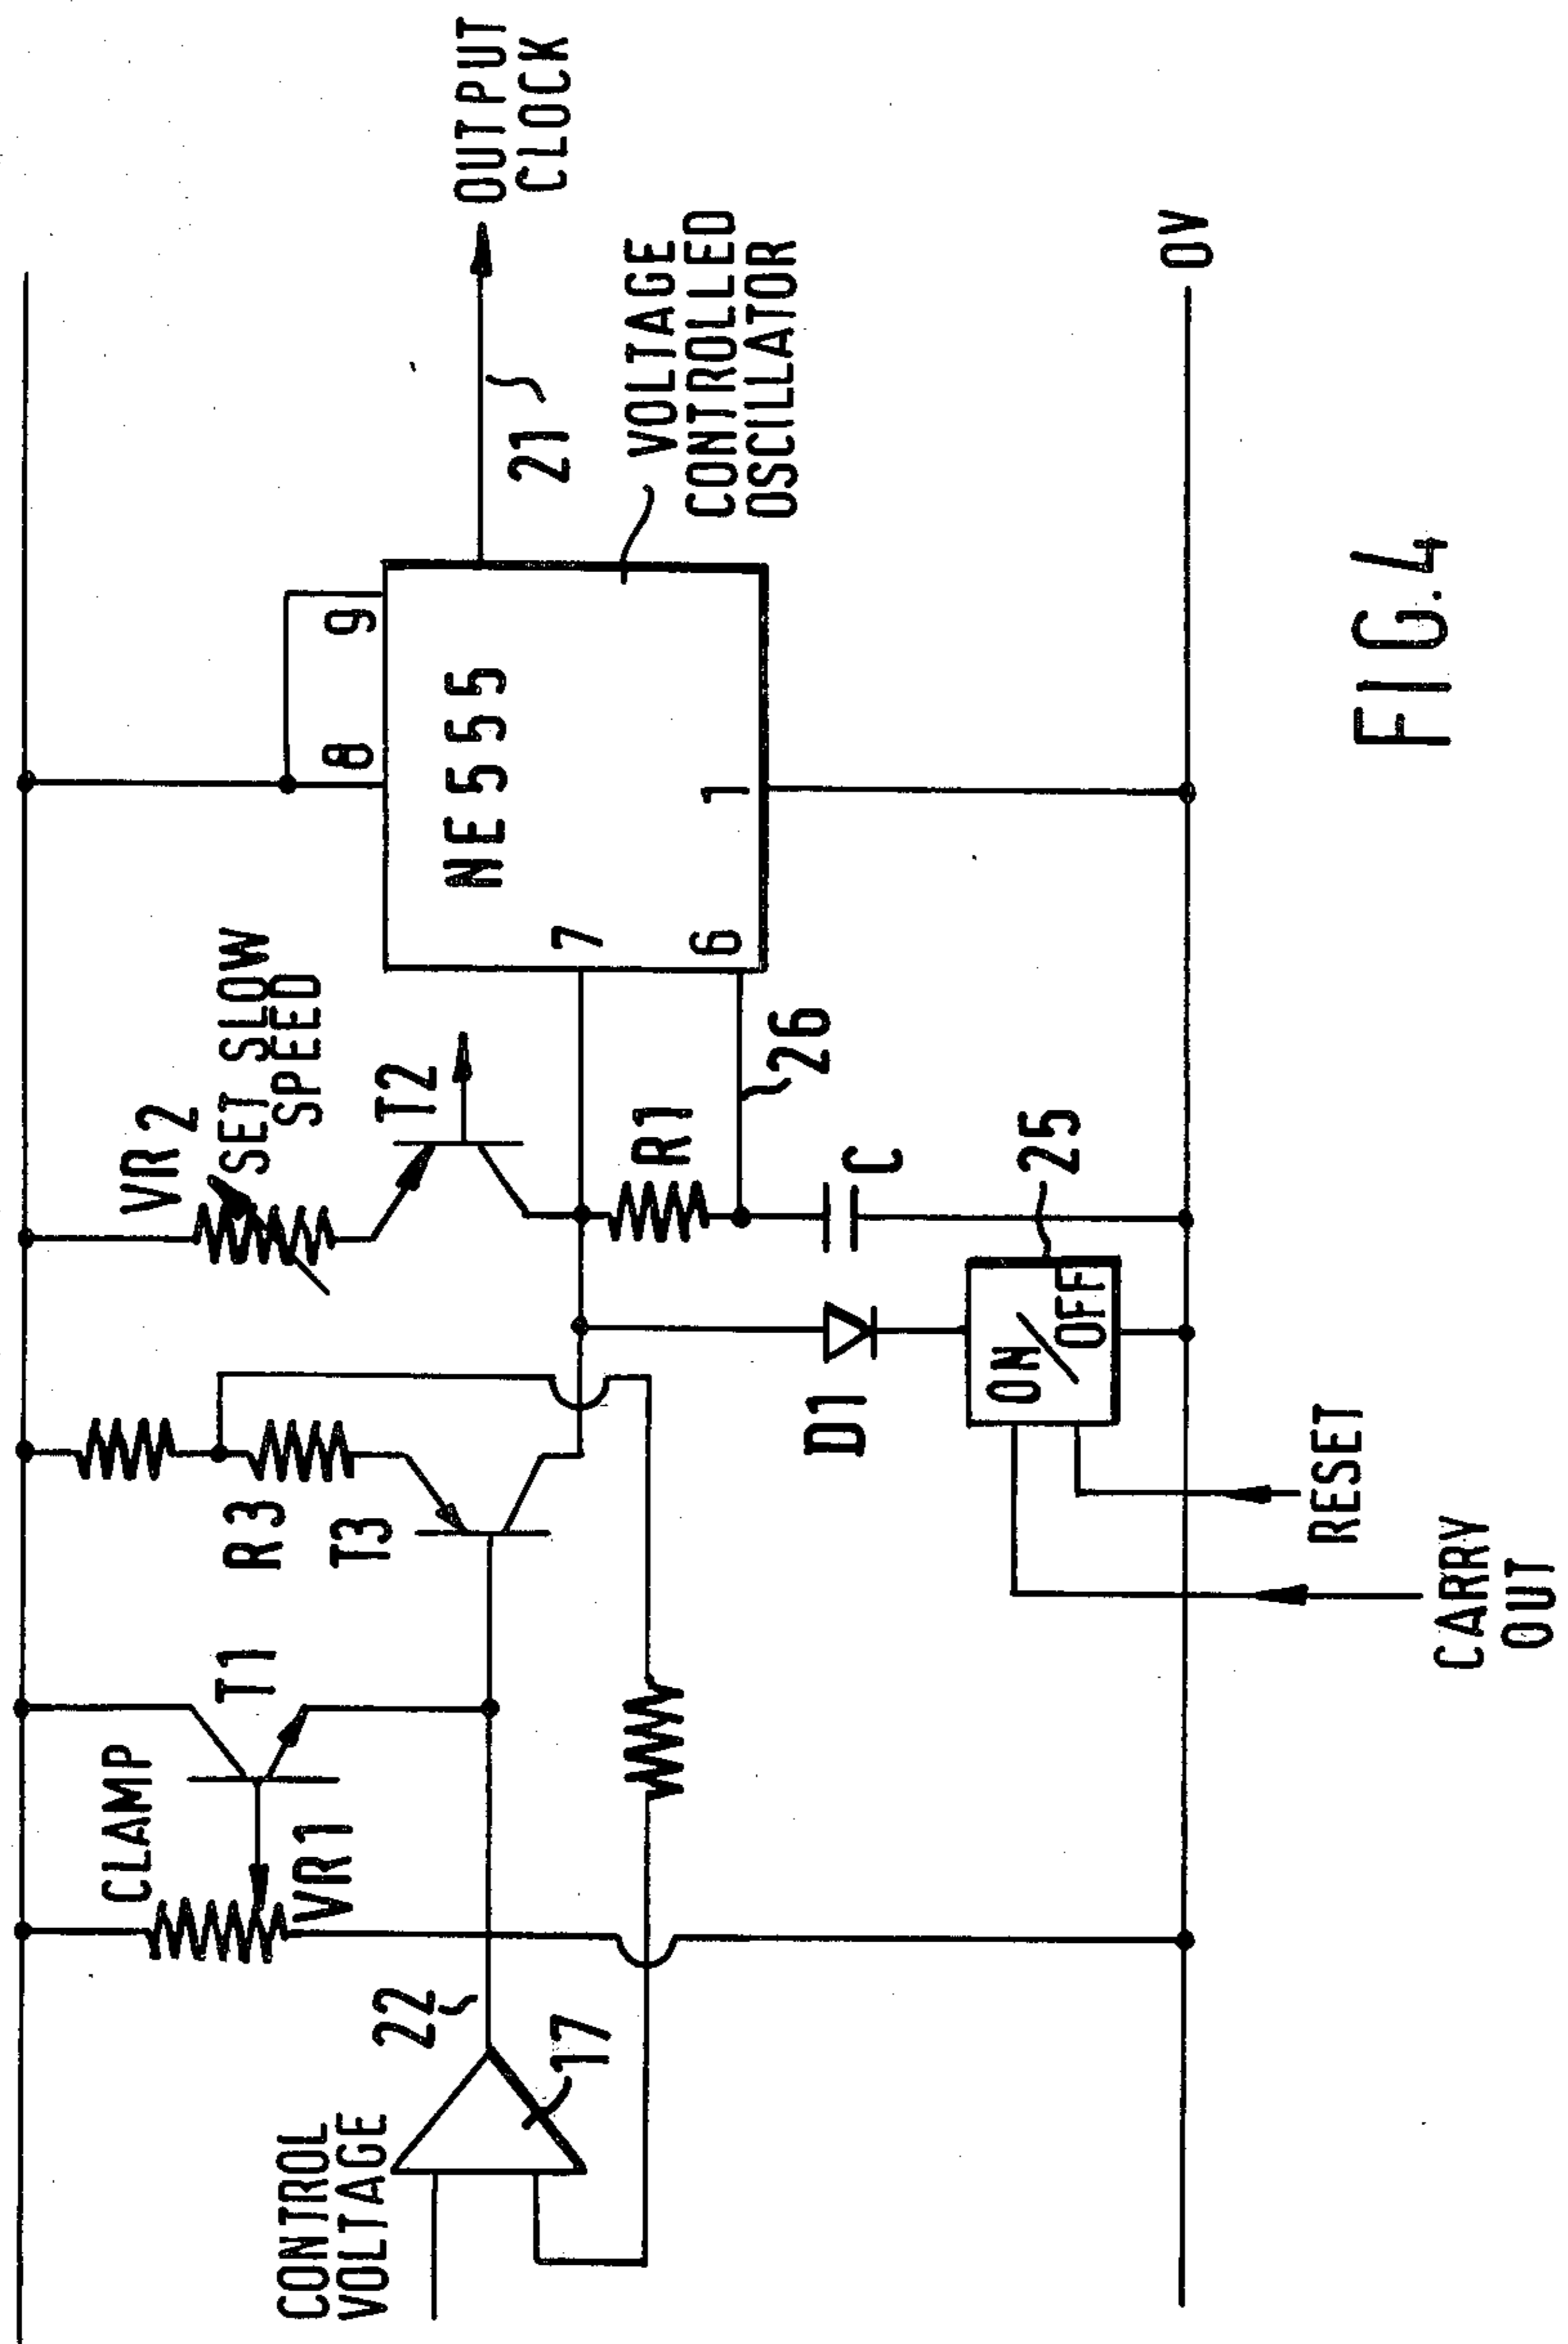 CONTROL
VOLTAGE
17
22
CLAMP
VR1
T1
R3
T3
VR2
SET SLOW
SPEED
T2
R1
26
C
D1
ON/OFF
25
RESET
CARRY
OUT
NE555
7
6
8
9
1
21
OUTPUT
CLOCK
VOLTAGE
CONTROLLED
OSCILLATOR
0V
FIG. 4